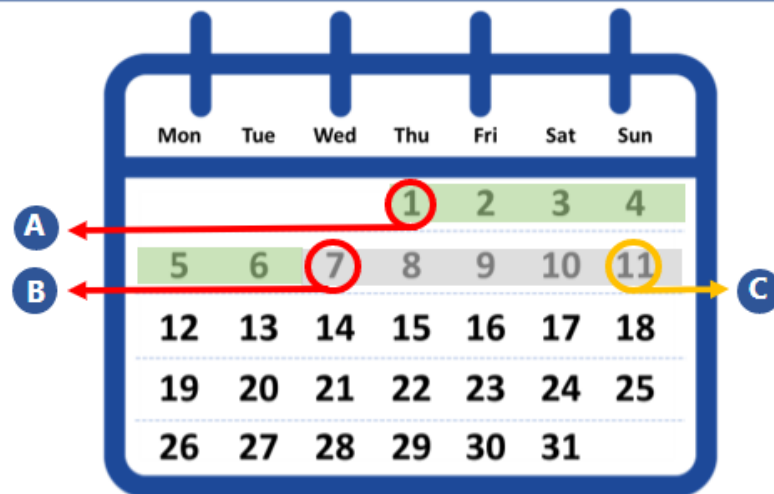 Mon Tue Wed Thu Fri Sat Sun
A 1 2 3 4
B 5 6 7 8 9 10 11 C
12 13 14 15 16 17 18
19 20 21 22 23 24 25
26 27 28 29 30 31